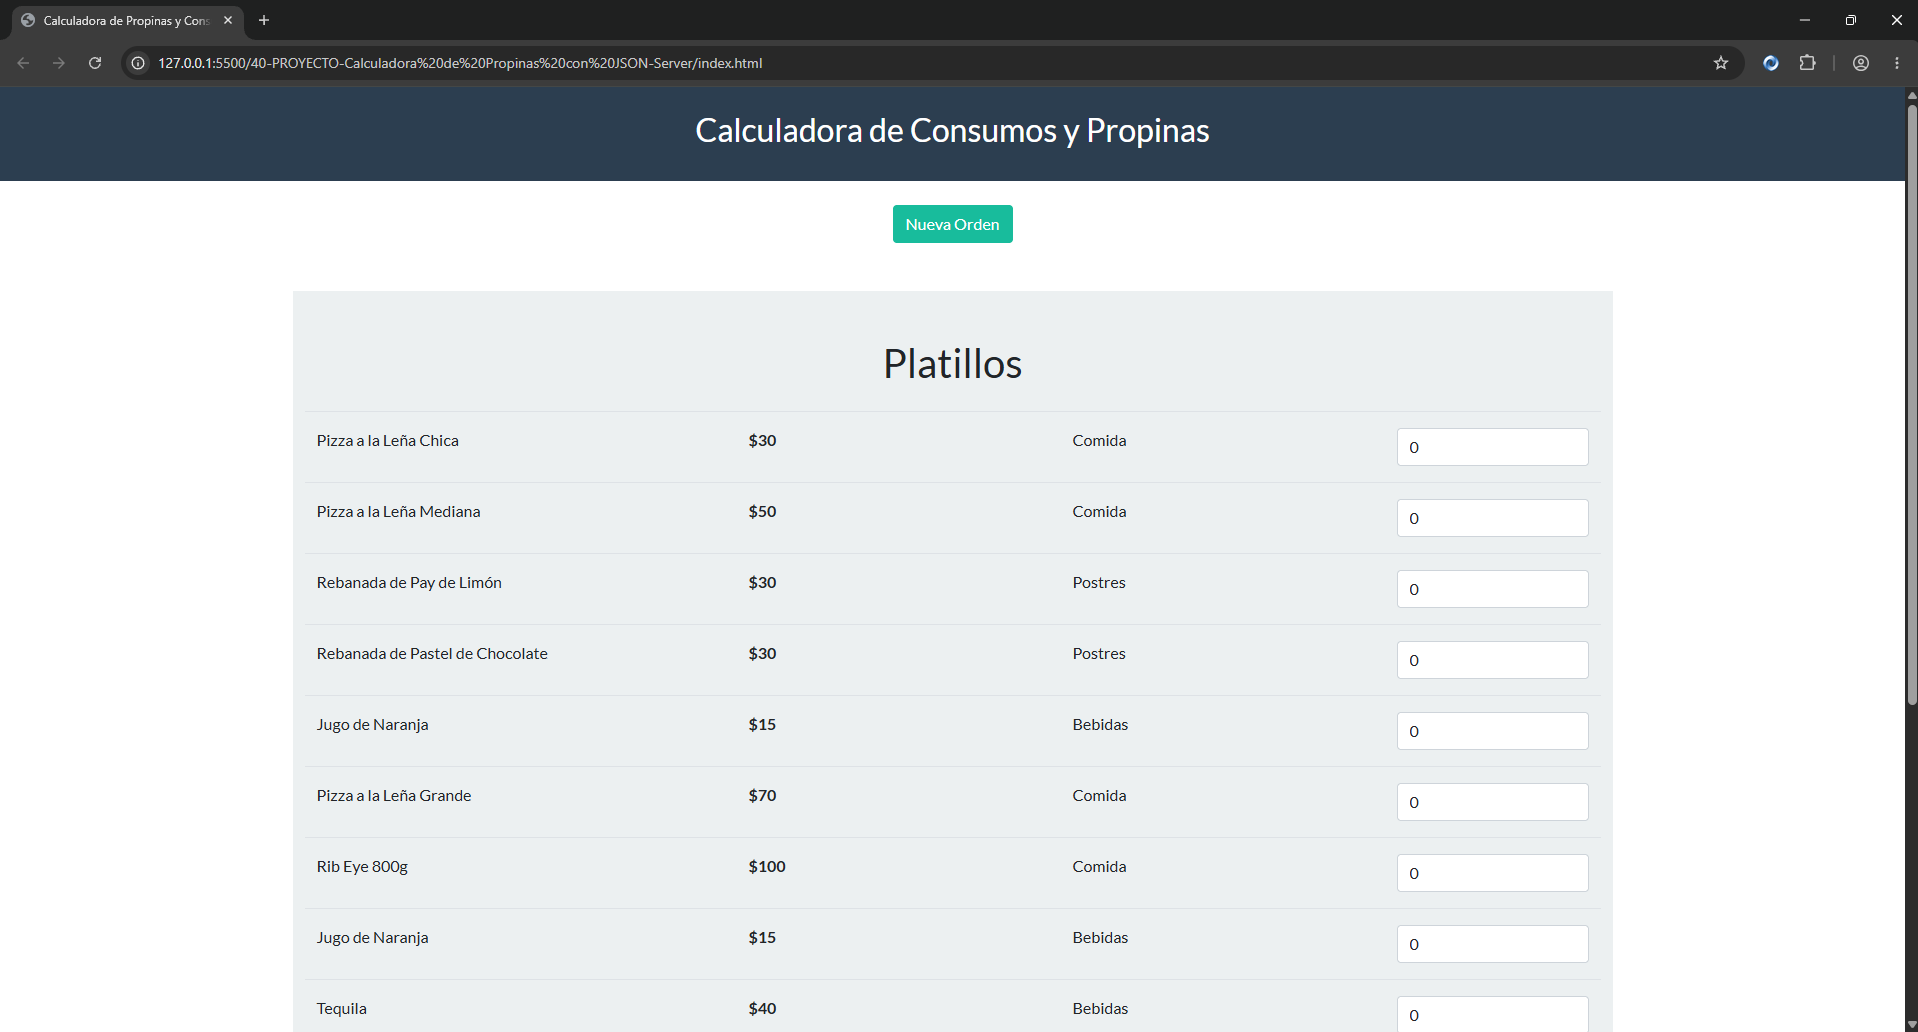 Calculadora de Propinas y Cons
127.0.0.1:5500/40-PROYECTO-Calculadora%20de%20Propinas%20con%20JSON-Server/index.html
Calculadora de Consumos y Propinas
Nueva Orden
Platillos
Pizza a la Leña Chica $30 Comida 0
Pizza a la Leña Mediana $50 Comida 0
Rebanada de Pay de Limón $30 Postres 0
Rebanada de Pastel de Chocolate $30 Postres 0
Jugo de Naranja $15 Bebidas 0
Pizza a la Leña Grande $70 Comida 0
Rib Eye 800g $100 Comida 0
Jugo de Naranja $15 Bebidas 0
Tequila $40 Bebidas 0